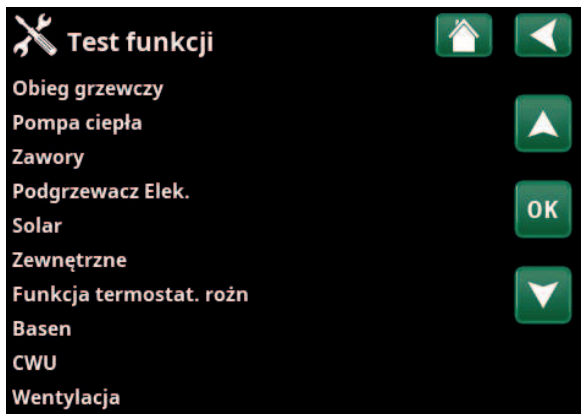 Test funkcji
Obieg grzewczy
Pompa ciepła
Zawory
Podgrzewacz Elek.
OK
Solar
Zewnętrzne
Funkcja termostat. rożn
Basen
CWU
Wentylacja